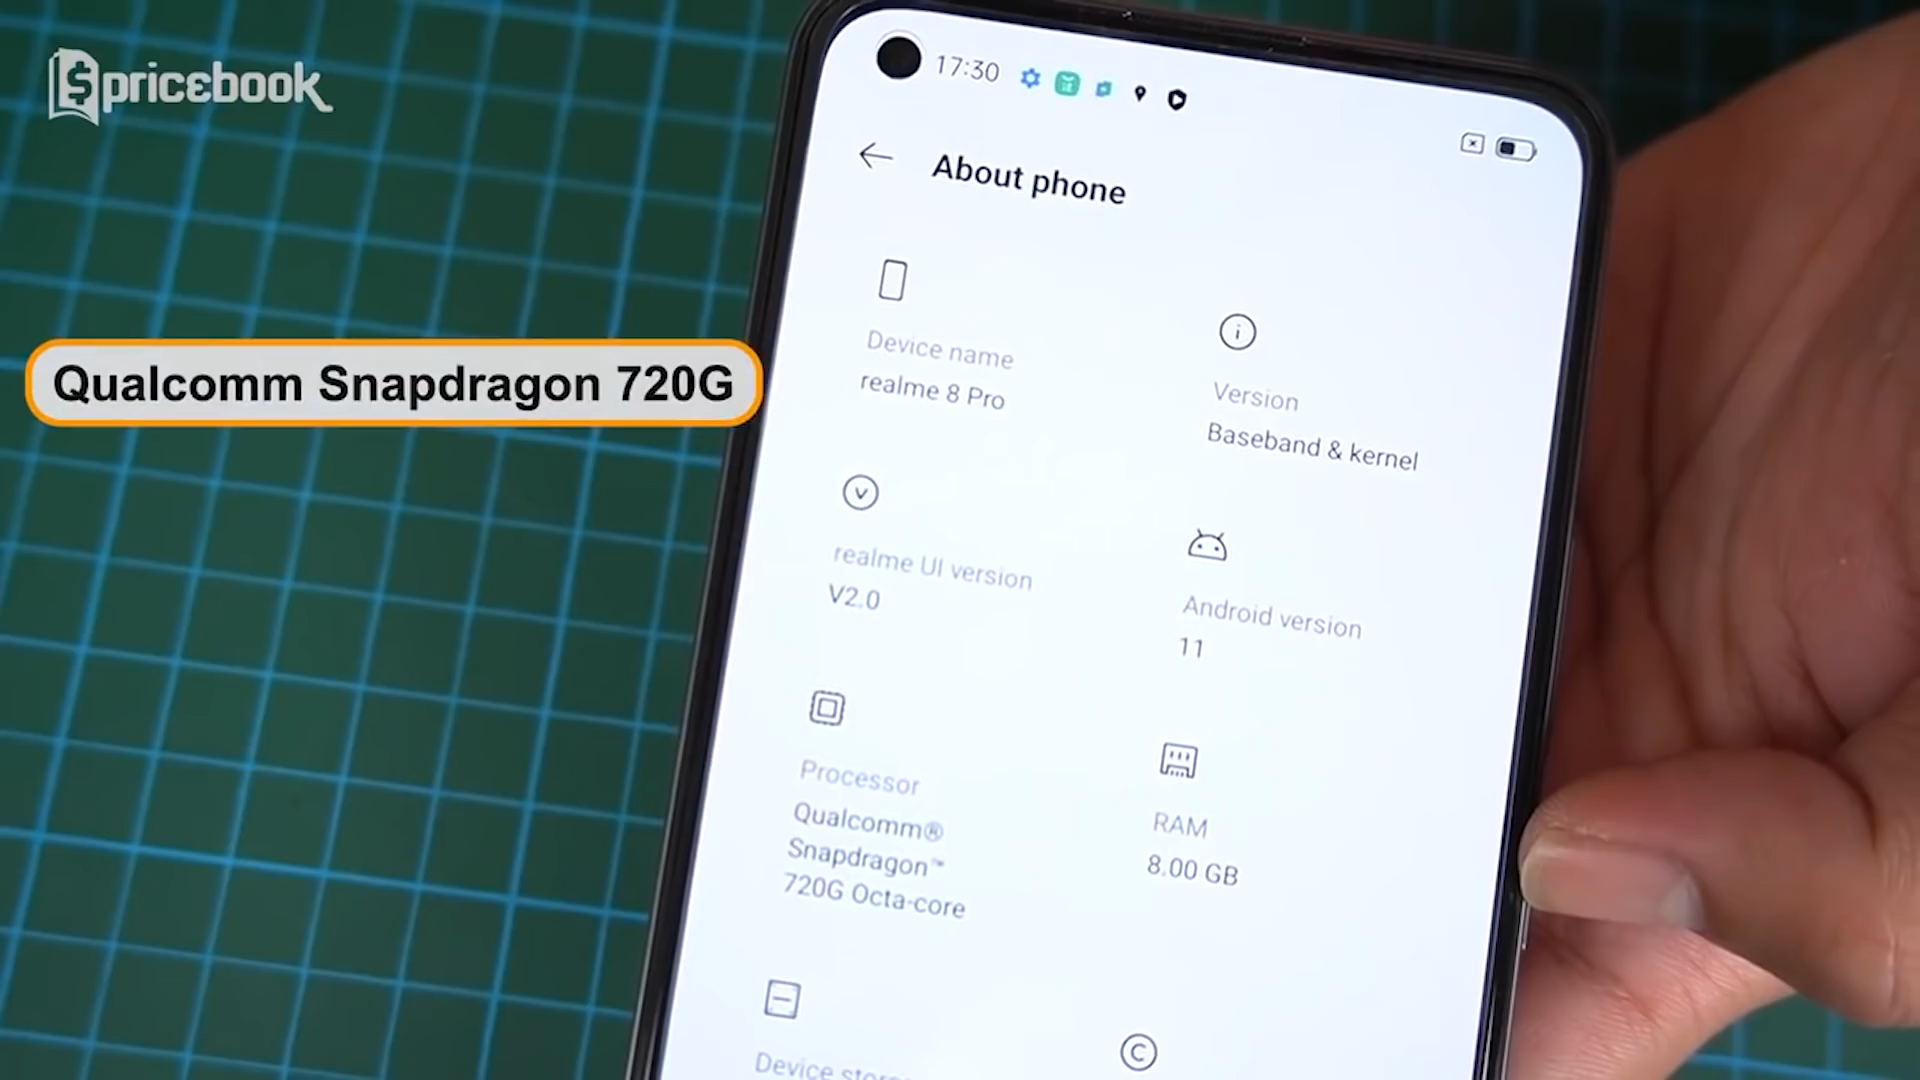 pricebook
17:30
About phone
Qualcomm Snapdragon 720G
Device name
realme 8 Pro
Version
Baseband & kernel
realme UI version
V2.0
Android version
11
Processor
Qualcomm®
Snapdragon™
720G Octa-core
RAM
8.00 GB
Device